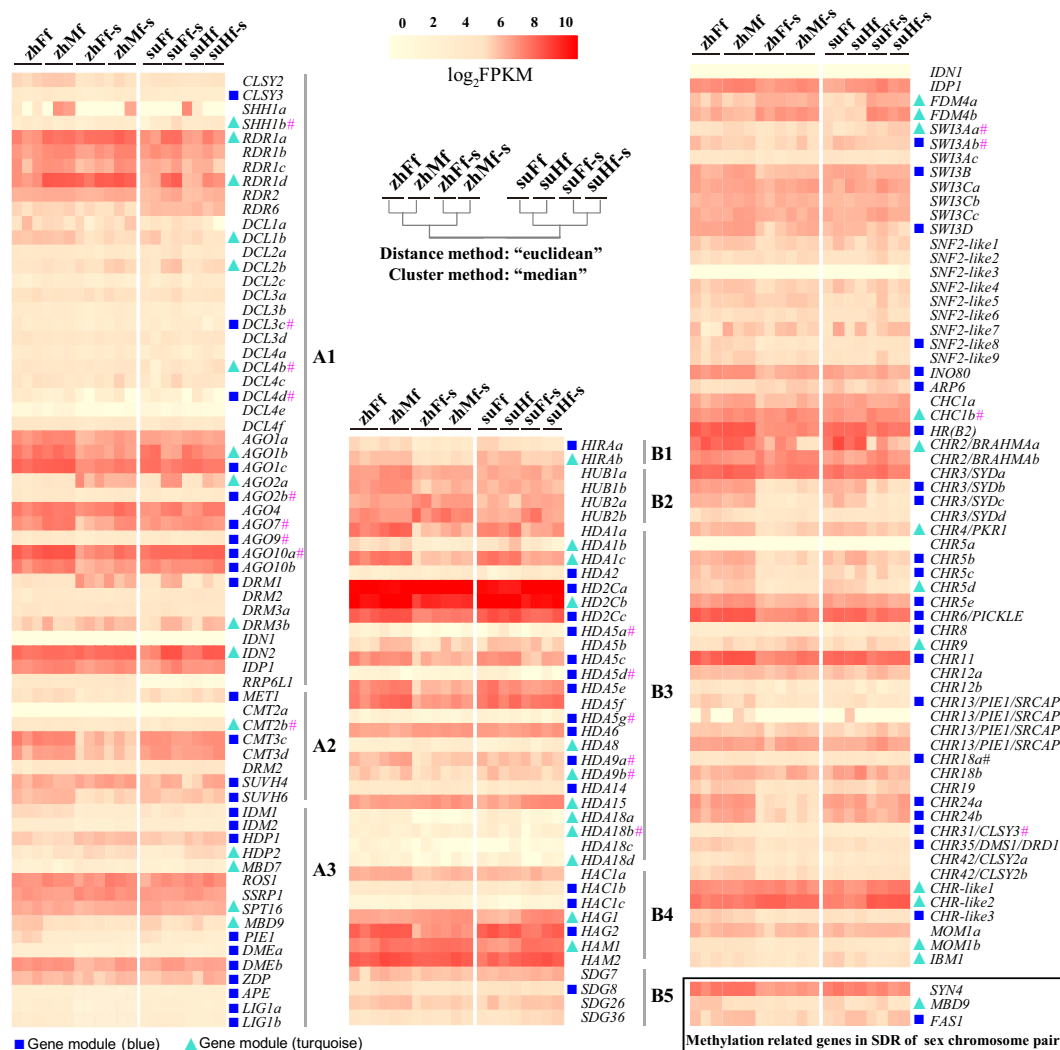 zhFf zhMf zhFf-s zhMf-s suFf suFf-s suHf suHf-s
CLSY2
CLSY3
SHH1a
SHH1b#
RDR1a
RDR1b
RDR1c
RDR1d
RDR2
RDR6
DCL1a
DCL1b
DCL2a
DCL2b
DCL2c
DCL3a
DCL3b
DCL3c#
DCL3d
DCL4a
DCL4b#
DCL4c
DCL4d#
DCL4e
DCL4f
AGO1a
AGO1b
AGO1c
AGO2a
AGO2b#
AGO4
AGO7#
AGO9#
AGO10a#
AGO10b
DRM1
DRM2
DRM3a
DRM3b
IDN1
IDN2
IDP1
RRP6L1
MET1
CMT2a
CMT2b#
CMT3c
CMT3d
DRM2
SUVH4
SUVH6
IDM1
IDM2
HDP1
HDP2
MBD7
ROS1
SSRP1
SPT16
MBD9
PIE1
DMEa
DMEb
ZDP
APE
LIG1a
LIG1b
A1
A2
A3
Gene module (blue)
Gene module (turquoise)
0 2 4 6 8 10
log2FPKM
zhFf zhMf zhFf-s zhMf-s suFf suHf suFf-s suHf-s
Distance method: “euclidean”
Cluster method: “median”
zhFf zhMf zhFf-s zhMf-s suFf suHf suFf-s suHf-s
HIRAa
HIRAb
HUB1a
HUB1b
HUB2a
HUB2b
HDA1a
HDA1b
HDA1c
HDA2
HD2Ca
HD2Cb
HD2Cc
HDA5a#
HDA5b
HDA5c
HDA5d#
HDA5e
HDA5f
HDA5g#
HDA6
HDA8
HDA9a#
HDA9b#
HDA14
HDA15
HDA18a
HDA18b#
HDA18c
HDA18d
HAC1a
HAC1b
HAC1c
HAG1
HAG2
HAM1
HAM2
SDG7
SDG8
SDG26
SDG36
B1
B2
B3
B4
B5
zhFf zhMf zhFf-s zhMf-s suFf suHf suFf-s suHf-s
IDN1
IDP1
FDM4a
FDM4b
SWI3Aa#
SWI3Ab#
SWI3Ac
SWI3B
SWI3Ca
SWI3Cb
SWI3Cc
SWI3D
SNF2-like1
SNF2-like2
SNF2-like3
SNF2-like4
SNF2-like5
SNF2-like6
SNF2-like7
SNF2-like8
SNF2-like9
INO80
ARP6
CHC1a
CHC1b#
HR(B2)
CHR2/BRAHMAa
CHR2/BRAHMAb
CHR3/SYDa
CHR3/SYDb
CHR3/SYDc
CHR3/SYDd
CHR4/PKR1
CHR5a
CHR5b
CHR5c
CHR5d
CHR5e
CHR6/PICKLE
CHR8
CHR9
CHR11
CHR12a
CHR12b
CHR13/PIE1/SRCAP
CHR13/PIE1/SRCAP
CHR13/PIE1/SRCAP
CHR18a#
CHR18b
CHR19
CHR24a
CHR24b
CHR31/CLSY3#
CHR35/DMS1/DRD1
CHR42/CLSY2a
CHR42/CLSY2b
CHR-like1
CHR-like2
CHR-like3
MOM1a
MOM1b
IBM1
SYN4
MBD9
FAS1
Methylation related genes in SDR of sex chromosome pair